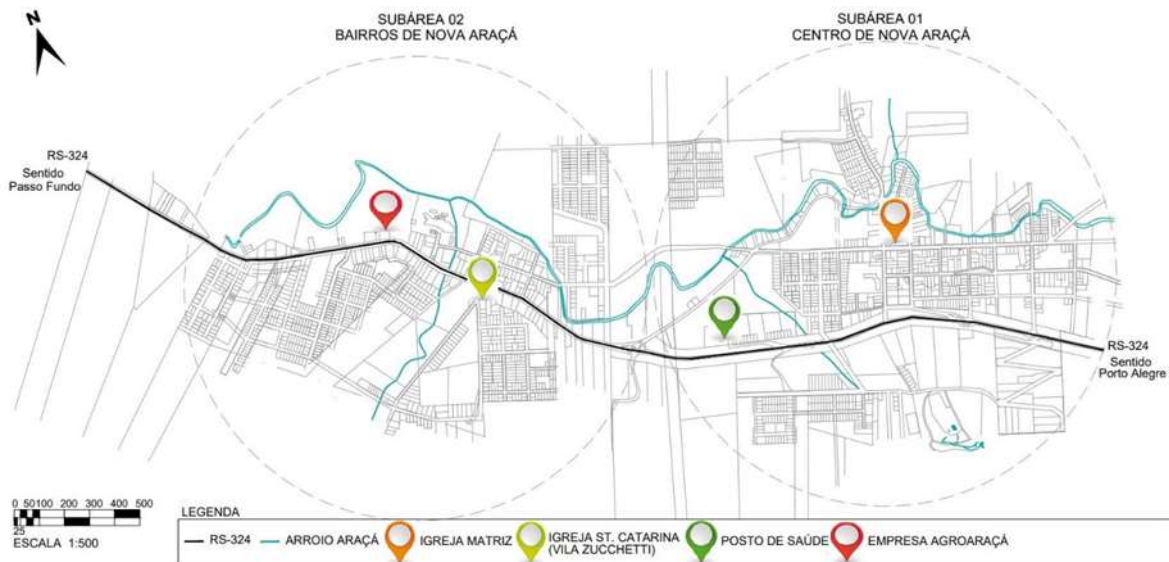 N
SUBÁREA 02
BAIRROS DE NOVA ARAÇÁ
SUBÁREA 01
CENTRO DE NOVA ARAÇÁ
RS-324
Sentido
Passo Fundo
RS-324
Sentido
Porto Alegre
0 50 100 200 300 400 500
25
ESCALA 1:500
LEGENDA
RS-324
ARROIO ARAÇÁ
IGREJA MATRIZ
IGREJA ST. CATARINA
(VILA ZUCCHETTI)
POSTO DE SAÚDE
EMPRESA AGROARAÇÁ